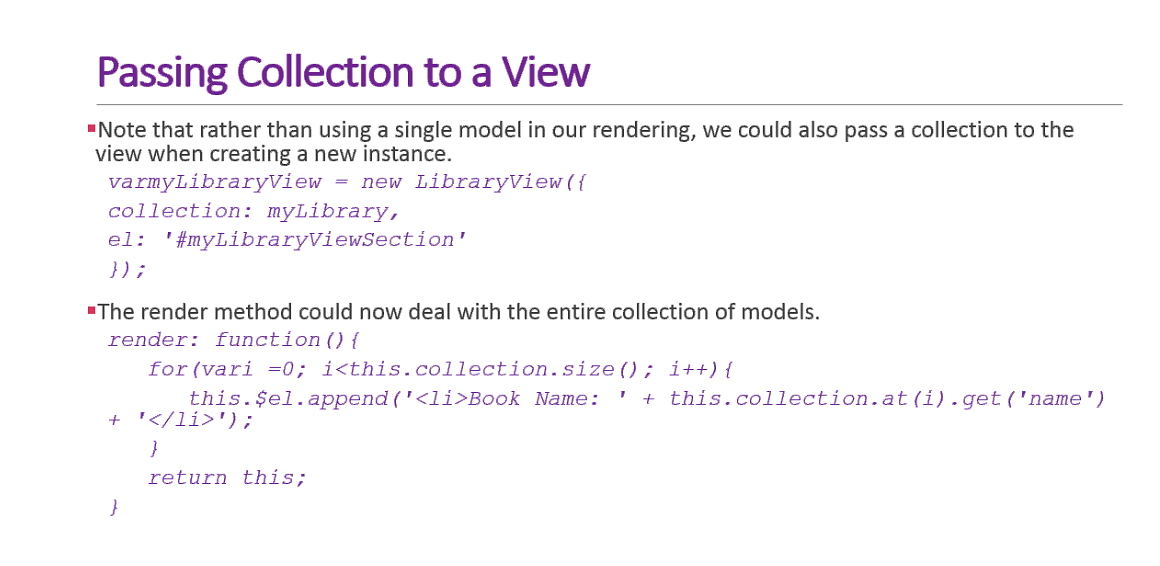 Passing Collection to a View
▪Note that rather than using a single model in our rendering, we could also pass a collection to the
view when creating a new instance.
varmyLibraryView = new LibraryView({
collection: myLibrary,
el: '#myLibraryViewSection'
});
▪The render method could now deal with the entire collection of models.
render: function(){
for(vari =0; i<this.collection.size(); i++){
this.$el.append('<li>Book Name: ' + this.collection.at(i).get('name')
+ '</li>');
}
return this;
}